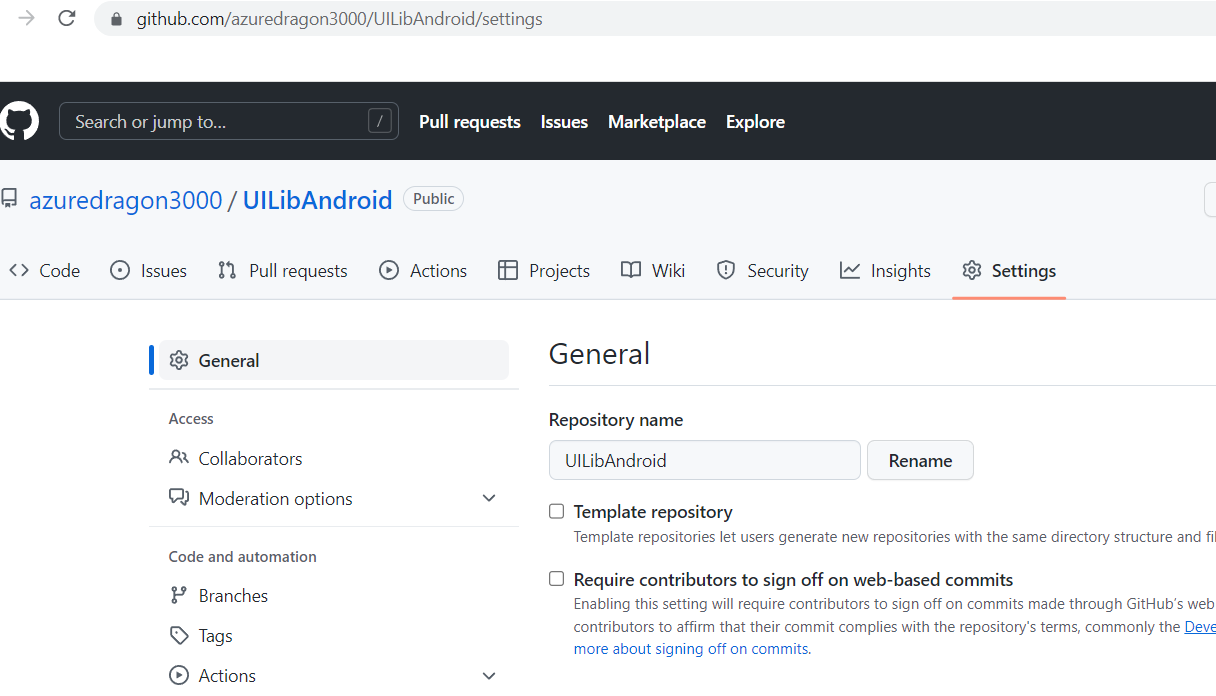 github.com/azuredragon3000/UILibAndroid/settings
Search or jump to... / Pull requests Issues Marketplace Explore
azuredragon3000 / UILibAndroid Public
Code Issues Pull requests Actions Projects Wiki Security Insights Settings
General
General
Access
Repository name
Collaborators
UILibAndroid Rename
Moderation options
Template repository
Template repositories let users generate new repositories with the same directory structure and fil
Code and automation
Require contributors to sign off on web-based commits
Branches
Enabling this setting will require contributors to sign off on commits made through GitHub's web
contributors to affirm that their commit complies with the repository's terms, commonly the Deve
Tags
more about signing off on commits.
Actions